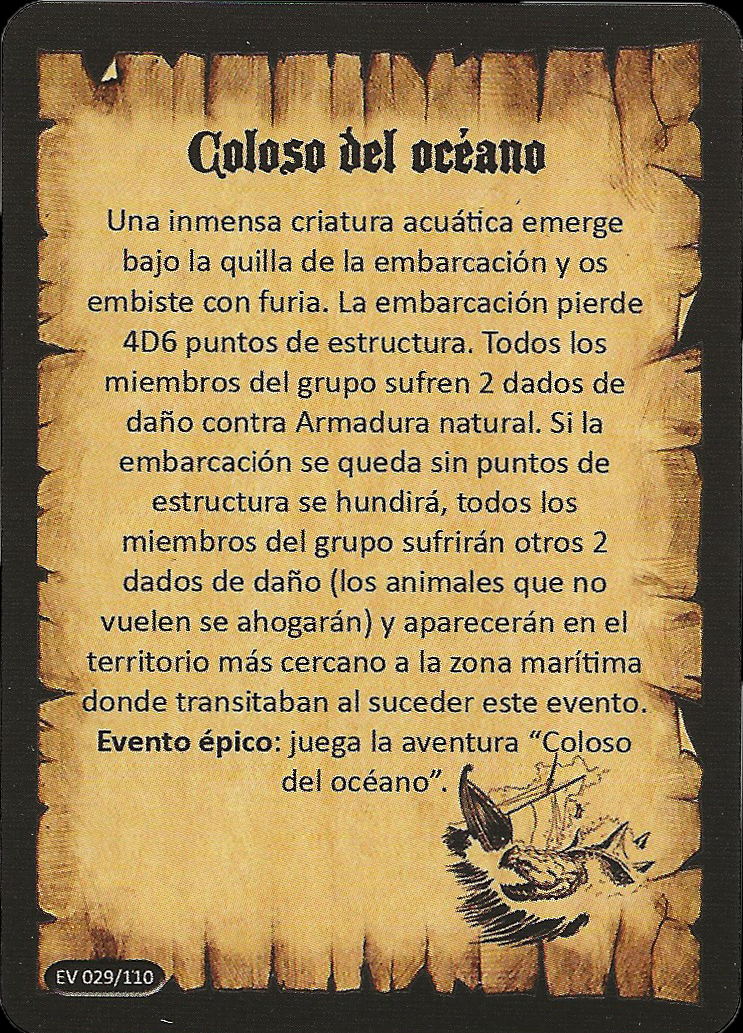 Coloso del océano
Una inmensa criatura acuática emerge
bajo la quilla de la embarcación y os
embiste con furia. La embarcación pierde
4D6 puntos de estructura. Todos los
miembros del grupo sufren 2 dados de
daño contra Armadura natural. Si la
embarcación se queda sin puntos de
estructura se hundirá, todos los
miembros del grupo sufrirán otros 2
dados de daño (los animales que no
vuelen se ahogarán) y aparecerán en el
territorio más cercano a la zona marítima
donde transitaban al suceder este evento.
Evento épico: juega la aventura “Coloso
del océano”.
EV 029/110